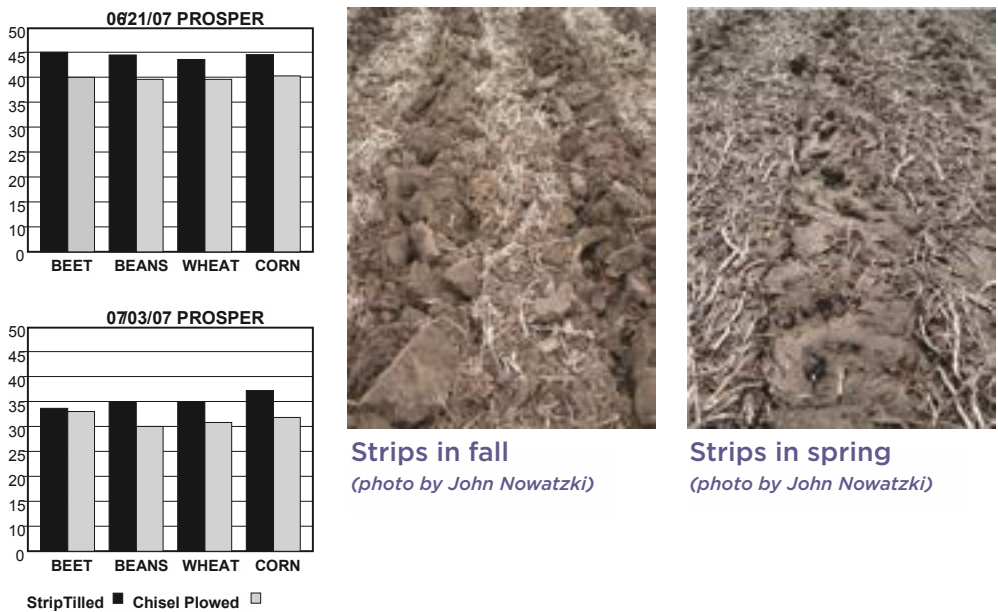 06/21/07 PROSPER
50
45
40
35
30
25
20
15
10
0
BEET BEANS WHEAT CORN
07/03/07 PROSPER
50
45
40
35
30
25
20
15
10
0
BEET BEANS WHEAT CORN
StripTilled Chisel Plowed
Strips in fall
(photo by John Nowatzki)
Strips in spring
(photo by John Nowatzki)